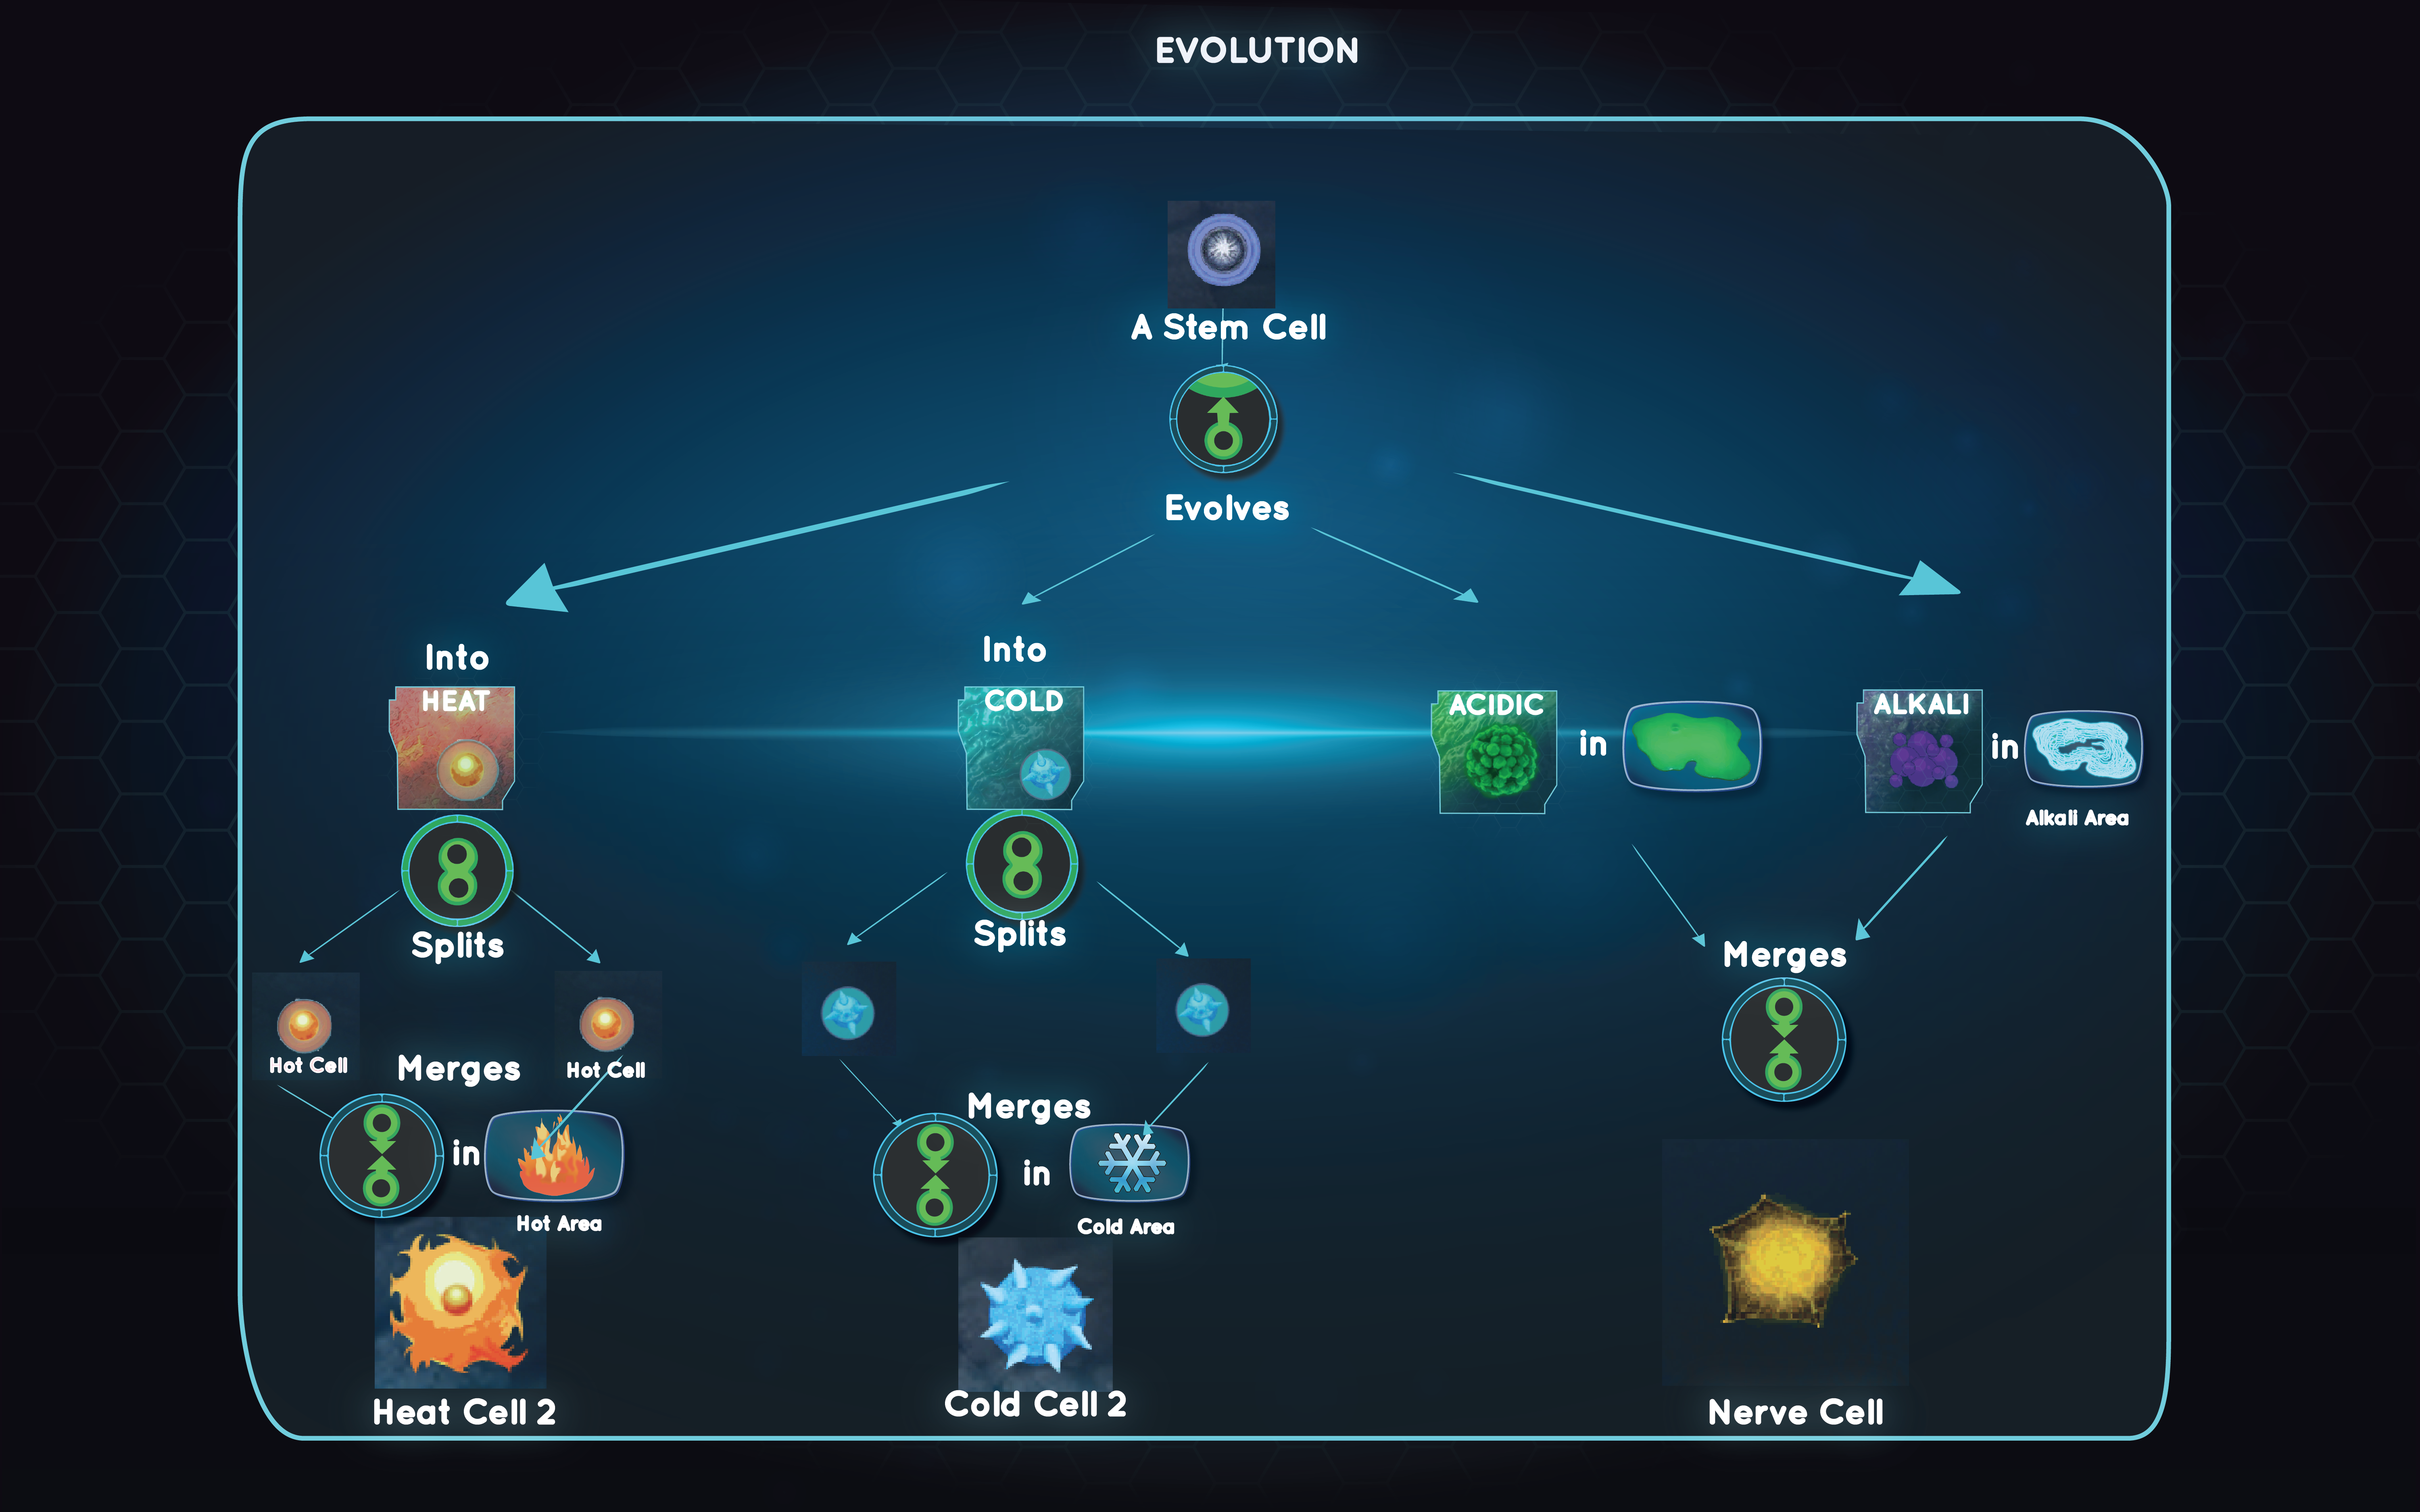 EVOLUTION
A Stem Cell
Evolves
Into
Into
HEAT
COLD
ACIDIC
in
ALKALI
in
Alkali Area
Splits
Splits
Merges
Hot Cell
Hot Cell
Merges
Merges
in
in
Hot Area
Cold Area
Heat Cell 2
Cold Cell 2
Nerve Cell